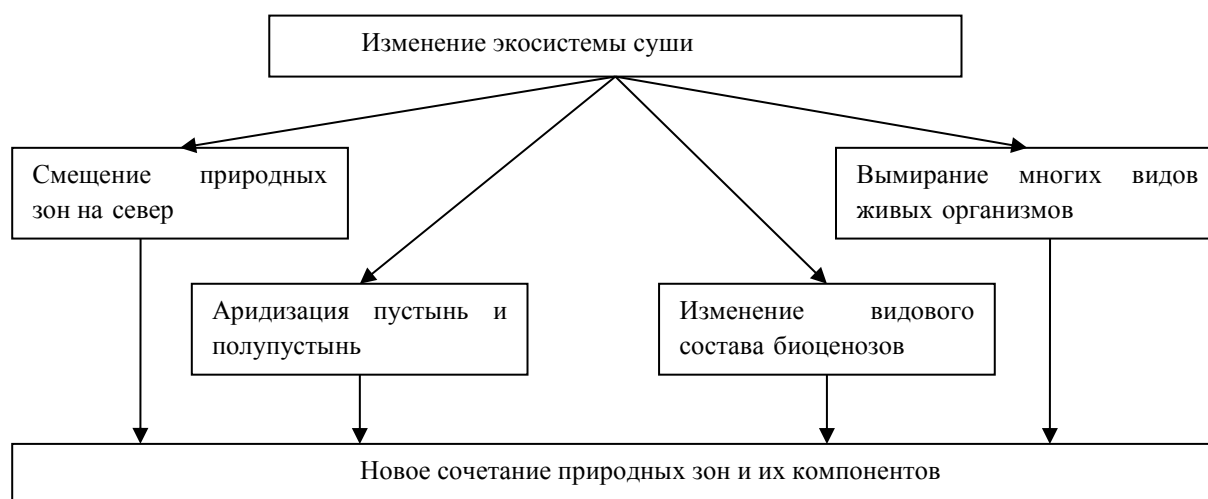 Изменение экосистемы суши
Смещение природных
зон на север
Вымирание многих видов
живых организмов
Аридизация пустынь и
полупустынь
Изменение видового
состава биоценозов
Новое сочетание природных зон и их компонентов